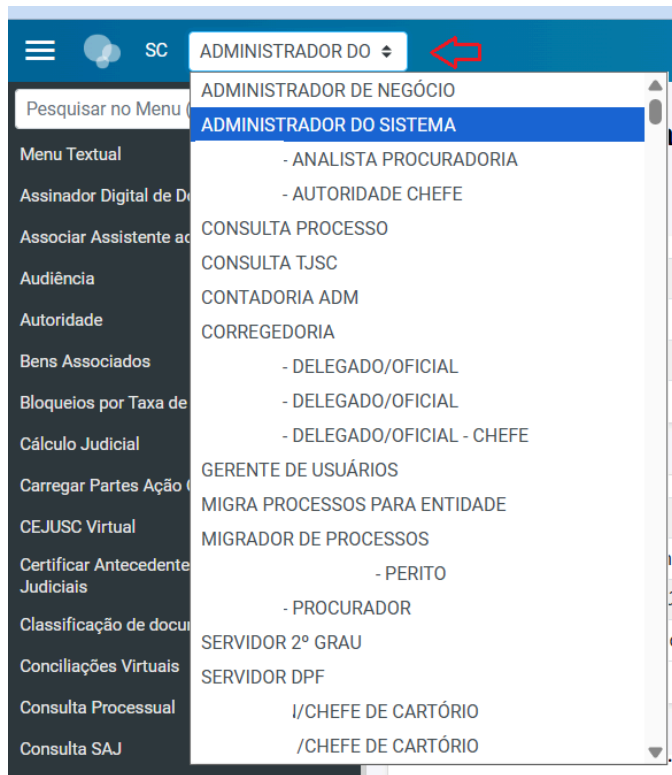 SC
ADMINISTRADOR DO
Pesquisar no Menu (
ADMINISTRADOR DE NEGÓCIO
ADMINISTRADOR DO SISTEMA
- ANALISTA PROCURADORIA
- AUTORIDADE CHEFE
CONSULTA PROCESSO
CONSULTA TJSC
CONTADORIA ADM
CORREGEDORIA
- DELEGADO/OFICIAL
- DELEGADO/OFICIAL
- DELEGADO/OFICIAL - CHEFE
GERENTE DE USUÁRIOS
MIGRA PROCESSOS PARA ENTIDADE
MIGRADOR DE PROCESSOS
- PERITO
- PROCURADOR
SERVIDOR 2º GRAU
SERVIDOR DPF
/CHEFE DE CARTÓRIO
/CHEFE DE CARTÓRIO
Menu Textual
Assinador Digital de
Associar Assistente
Audiência
Autoridade
Bens Associados
Bloqueios por Taxa de
Cálculo Judicial
Carregar Partes Ação
CEJUSC Virtual
Certificar Antecedente
Judiciais
Classificação de docu
Conciliações Virtuais
Consulta Processual
Consulta SAJ